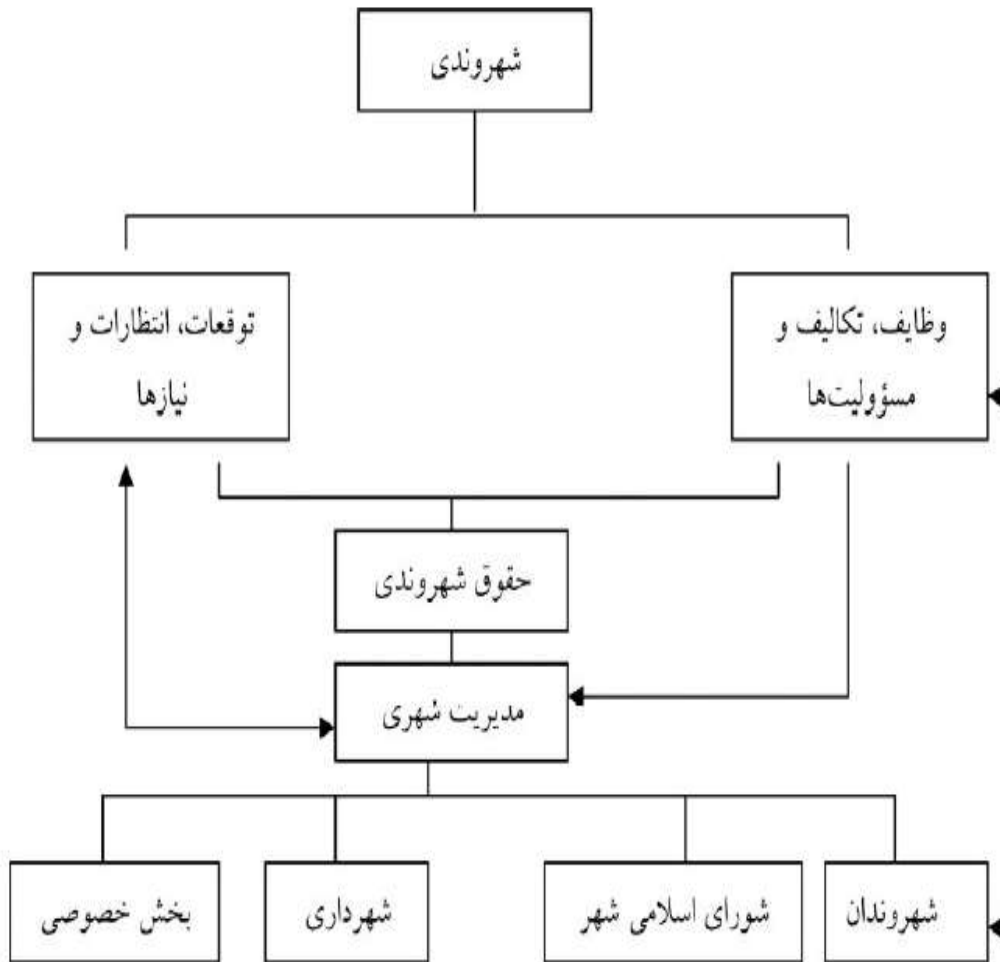 شهروندی
وظایف، تکالیف و
مسؤولیت‌ها
توقعات، انتظارات و
نیازها
حقوق شهروندی
مدیریت شهری
شهروندان
شورای اسلامی شهر
شهرداری
بخش خصوصی